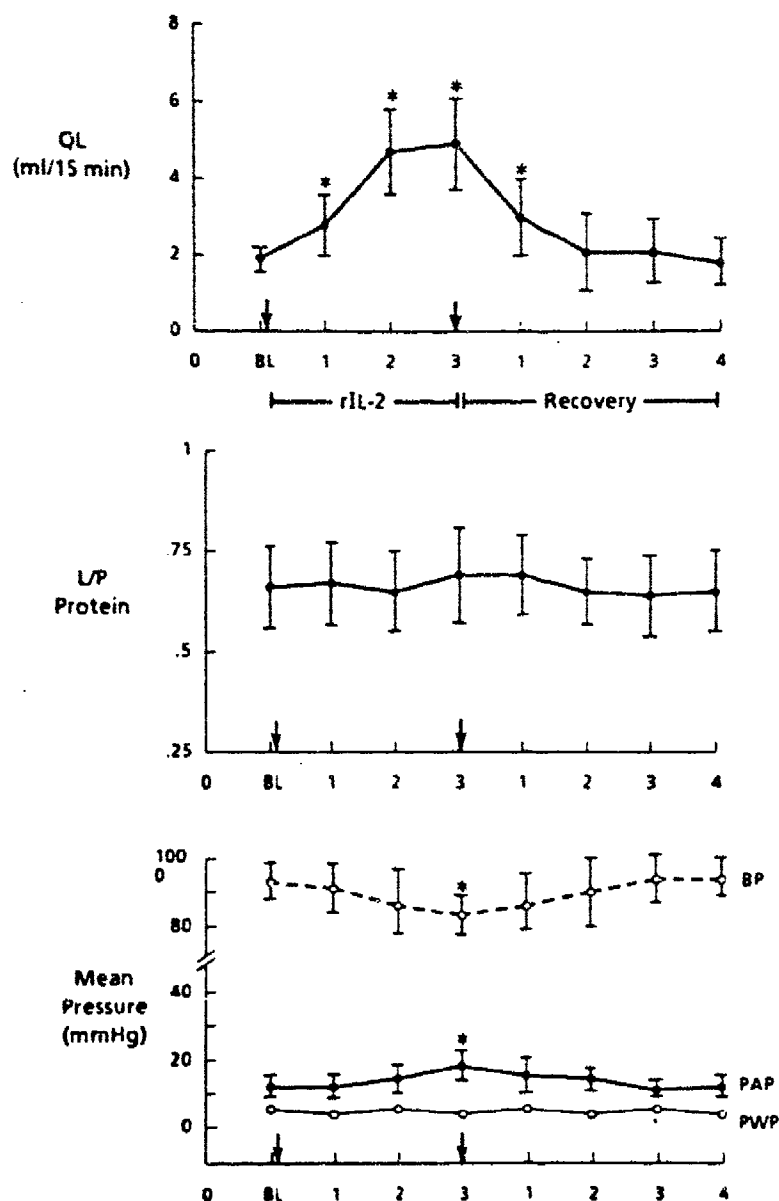 8
6
QL
(ml/15 min)
4
2
0
* * * *
0 BL 1 2 3 1 2 3 4
rIL-2 Recovery
1
.75
L/P
Protein
.5
.25
0 BL 1 2 3 1 2 3 4
100
0
BP
*
80
Mean
Pressure
(mmHg)
40
*
20
PAP
PWP
0
0 BL 1 2 3 1 2 3 4